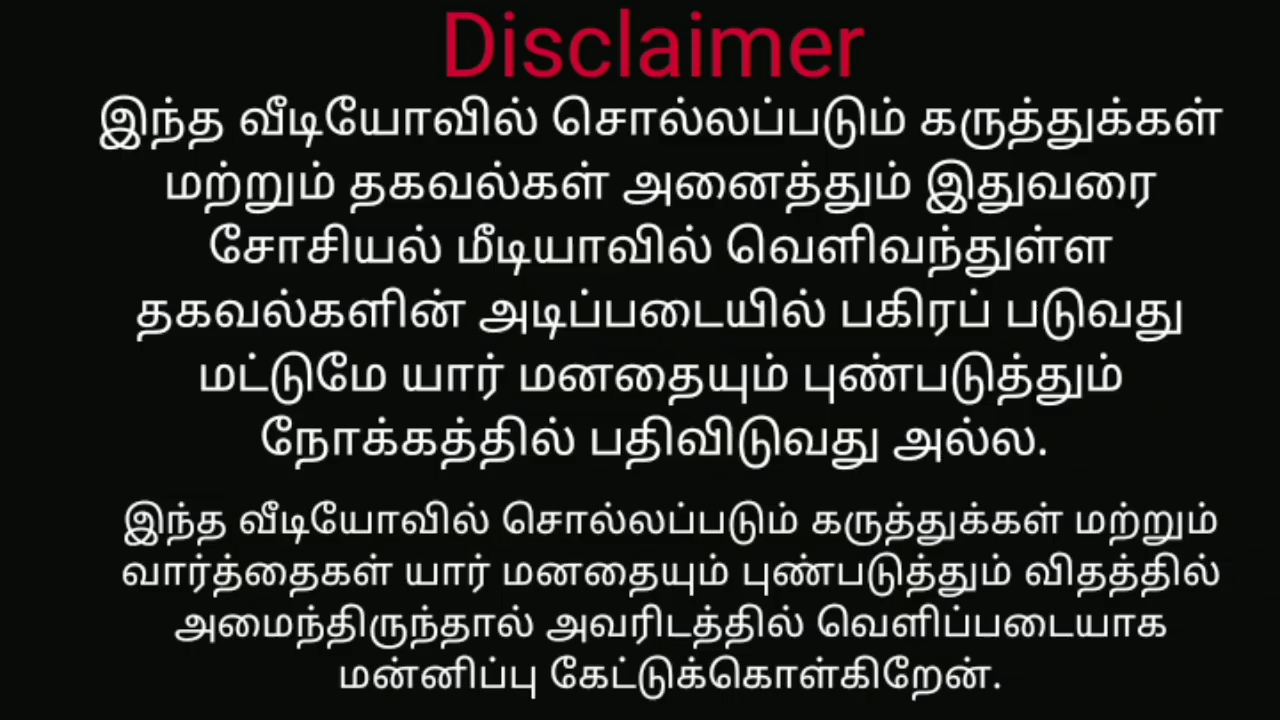 Disclaimer
இந்த வீடியோவில் சொல்லப்படும் கருத்துக்கள்
மற்றும் தகவல்கள் அனைத்தும் இதுவரை
சோசியல் மீடியாவில் வெளிவந்துள்ள
தகவல்களின் அடிப்படையில் பகிரப் படுவது
மட்டுமே யார் மனதையும் புண்படுத்தும்
நோக்கத்தில் பதிவிடுவது அல்ல.
இந்த வீடியோவில் சொல்லப்படும் கருத்துக்கள் மற்றும்
வார்த்தைகள் யார் மனதையும் புண்படுத்தும் விதத்தில்
அமைந்திருந்தால் அவரிடத்தில் வெளிப்படையாக
மன்னிப்பு கேட்டுக்கொள்கிறேன்.